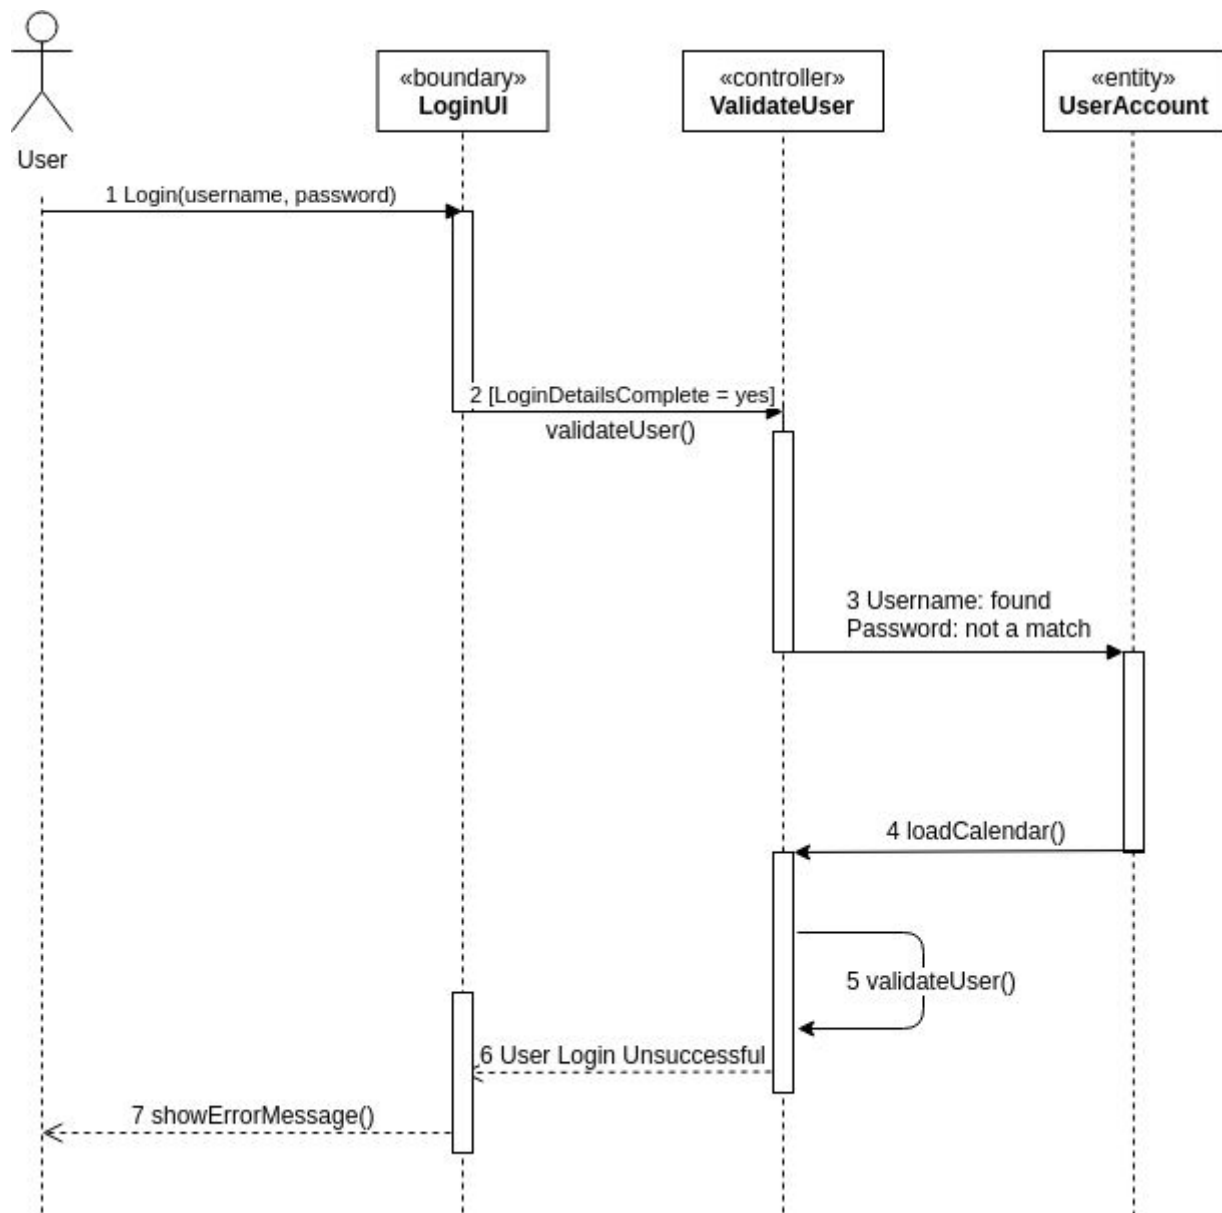 «boundary»
LoginUI
«controller»
ValidateUser
«entity»
UserAccount
User
1 Login(username, password)
2 [LoginDetailsComplete = yes]
validateUser()
3 Username: found
Password: not a match
4 loadCalendar()
5 validateUser()
6 User Login Unsuccessful
7 showErrorMessage()